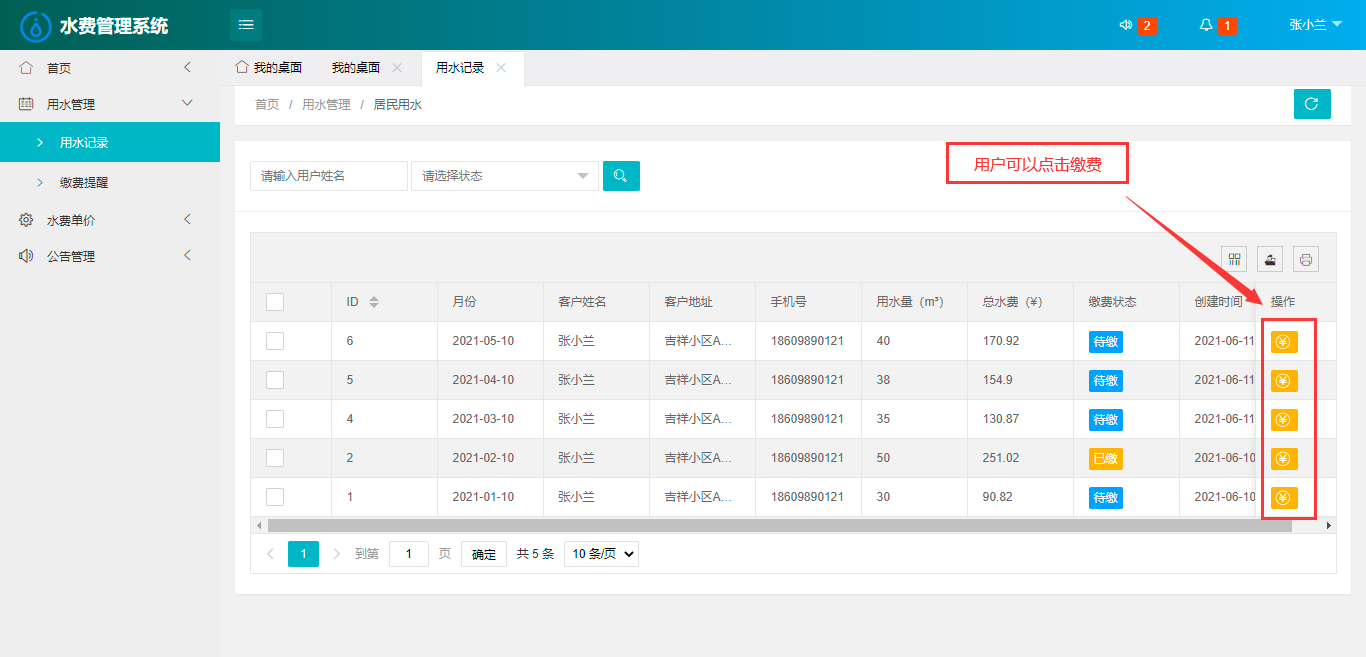 水费管理系统
2
1
张小兰
首页
用水管理
用水记录
缴费提醒
水费单价
公告管理
我的桌面 我的桌面 用水记录
首页 / 用水管理 / 居民用水
用户可以点击缴费
请输入用户姓名 请选择状态
ID 月份 客户姓名 客户地址 手机号 用水量（m³） 总水费（¥） 缴费状态 创建时间 操作
6 2021-05-10 张小兰 吉祥小区A... 18609890121 40 170.92 待缴 2021-06-11
5 2021-04-10 张小兰 吉祥小区A... 18609890121 38 154.9 待缴 2021-06-11
4 2021-03-10 张小兰 吉祥小区A... 18609890121 35 130.87 待缴 2021-06-11
2 2021-02-10 张小兰 吉祥小区A... 18609890121 50 251.02 已缴 2021-06-10
1 2021-01-10 张小兰 吉祥小区A... 18609890121 30 90.82 待缴 2021-06-10
1 到第 1 页 确定 共 5 条 10 条/页